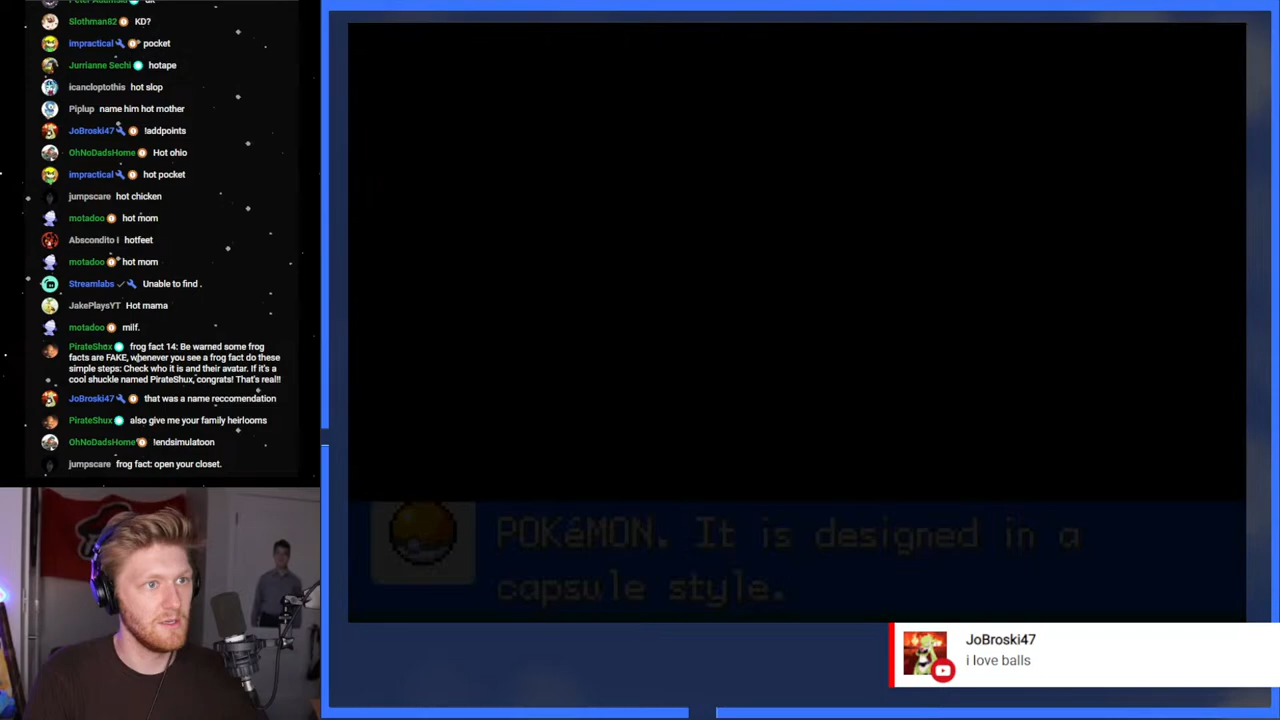 Slothman82 KD?
impractical pocket
Jurrianne Sechi hotape
icancloptothis hot slop
Piplup name him hot mother
JoBroski47 !addpoints
OhNoDadsHome Hot ohio
impractical hot pocket
jumpscare hot chicken
motadoo hot mom
Abscondito I hotfeet
motadoo hot mom
Streamlabs Unable to find .
JakePlaysYT Hot mama
motadoo milf.
PirateShux frog fact 14: Be warned some frog
facts are FAKE, whenever you see a frog fact do these
simple steps: Check who it is and their avatar. If it's a
cool shuckle named PirateShux, congrats! That's real!!
JoBroski47 that was a name reccomendation
PirateShux also give me your family heirlooms
OhNoDadsHome !endsimulatoon
jumpscare frog fact: open your closet.
POKéMON. It is designed in a
capsule style.
JoBroski47
i love balls